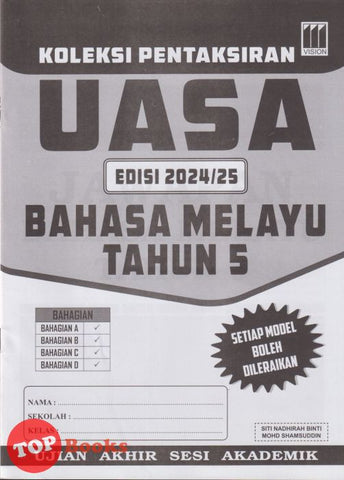 VISION
KOLEKSI PENTAKSIRAN
UASA
EDISI 2024/25
BAHASA MELAYU
TAHUN 5
BAHAGIAN
BAHAGIAN A ✓
BAHAGIAN B ✓
BAHAGIAN C ✓
BAHAGIAN D ✓
SETIAP MODEL
BOLEH
DILERAIKAN
NAMA :
SEKOLAH :
KELAS :
SITI NADHIRAH BINTI
MOHD SHAMSUDDIN
TOP Books
UJIAN AKHIR SESI AKADEMIK